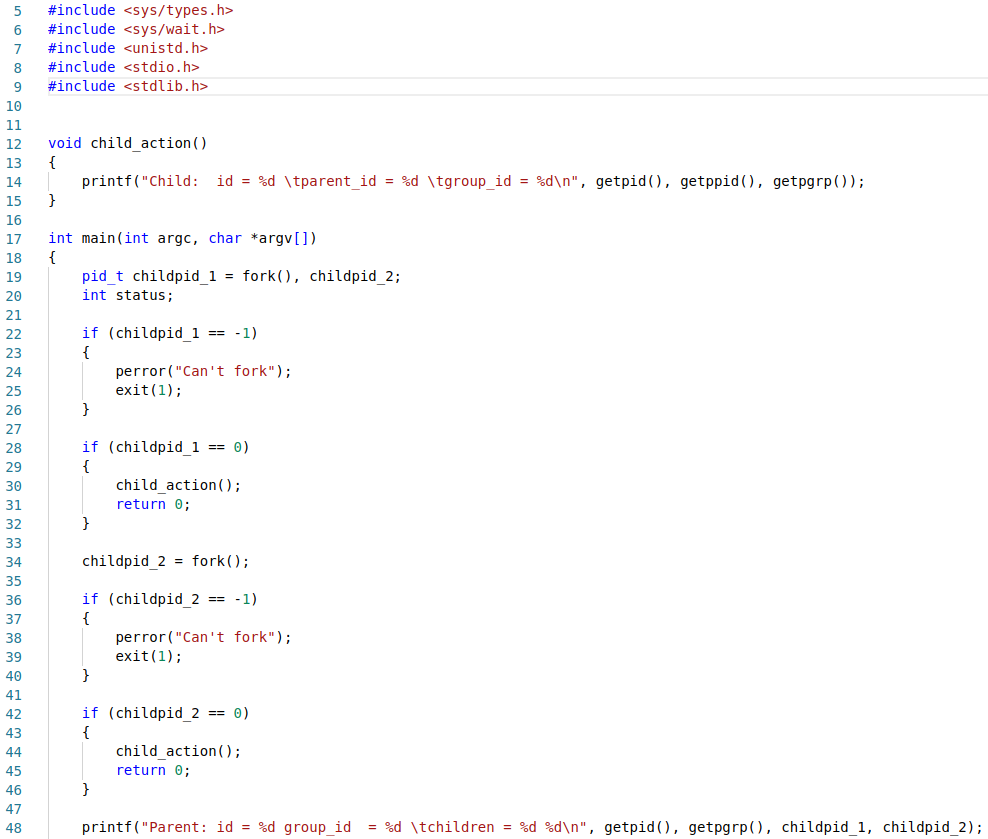 5 #include <sys/types.h>
6 #include <sys/wait.h>
7 #include <unistd.h>
8 #include <stdio.h>
9 #include <stdlib.h>
10
11
12 void child_action()
13 {
14     printf("Child:  id = %d \tparent_id = %d \tgroup_id = %d\n", getpid(), getppid(), getpgrp());
15 }
16
17 int main(int argc, char *argv[])
18 {
19     pid_t childpid_1 = fork(), childpid_2;
20     int status;
21
22     if (childpid_1 == -1)
23     {
24         perror("Can't fork");
25         exit(1);
26     }
27
28     if (childpid_1 == 0)
29     {
30         child_action();
31         return 0;
32     }
33
34     childpid_2 = fork();
35
36     if (childpid_2 == -1)
37     {
38         perror("Can't fork");
39         exit(1);
40     }
41
42     if (childpid_2 == 0)
43     {
44         child_action();
45         return 0;
46     }
47
48     printf("Parent: id = %d group_id  = %d \tchildren = %d %d\n", getpid(), getpgrp(), childpid_1, childpid_2);